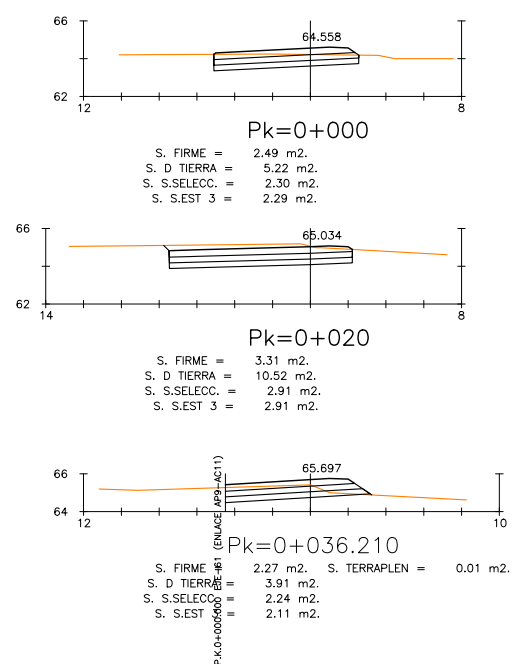 66
64.558
62
12
8
Pk=0+000
S. FIRME = 2.49 m2.
S. D TIERRA = 5.22 m2.
S. S.SELECC. = 2.30 m2.
S. S.EST 3 = 2.29 m2.
66
65.034
62
14
8
Pk=0+020
S. FIRME = 3.31 m2.
S. D TIERRA = 10.52 m2.
S. S.SELECC. = 2.91 m2.
S. S.EST 3 = 2.91 m2.
66
65.697
64
12
10
Pk=0+036.210
S. FIRME = 2.27 m2. S. TERRAPLEN = 0.01 m2.
S. D TIERRA = 3.91 m2.
S. S.SELECC. = 2.24 m2.
S. S.EST 3 = 2.11 m2.